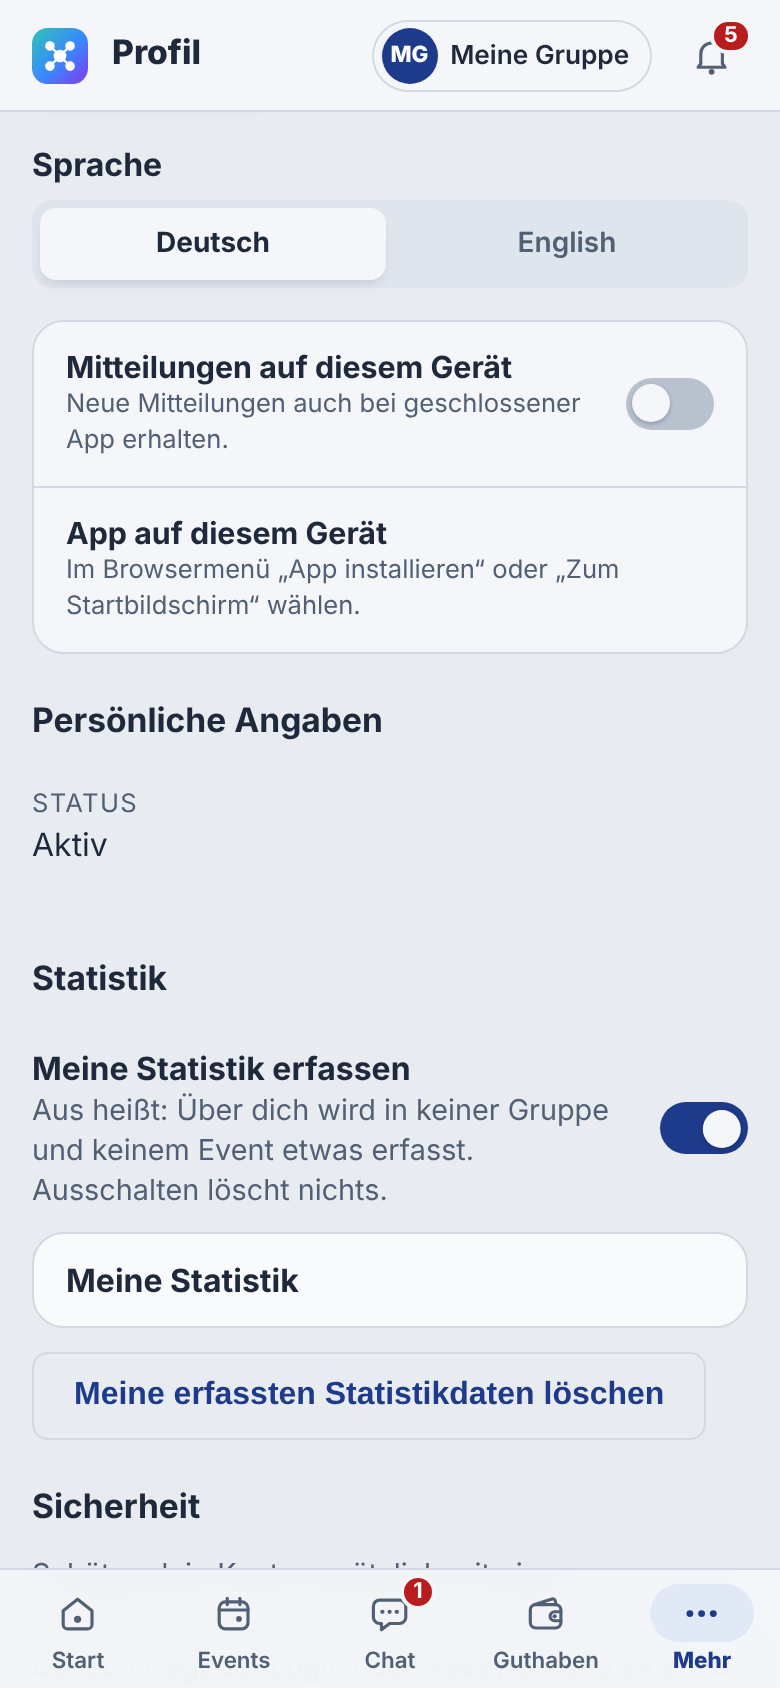 Profil
MG
Meine Gruppe
5
Sprache
Deutsch
English
Mitteilungen auf diesem Gerät
Neue Mitteilungen auch bei geschlossener
App erhalten.
App auf diesem Gerät
Im Browsermenü „App installieren“ oder „Zum
Startbildschirm“ wählen.
Persönliche Angaben
STATUS
Aktiv
Statistik
Meine Statistik erfassen
Aus heißt: Über dich wird in keiner Gruppe
und keinem Event etwas erfasst.
Ausschalten löscht nichts.
Meine Statistik
Meine erfassten Statistikdaten löschen
Sicherheit
1
Start
Events
Chat
Guthaben
Mehr